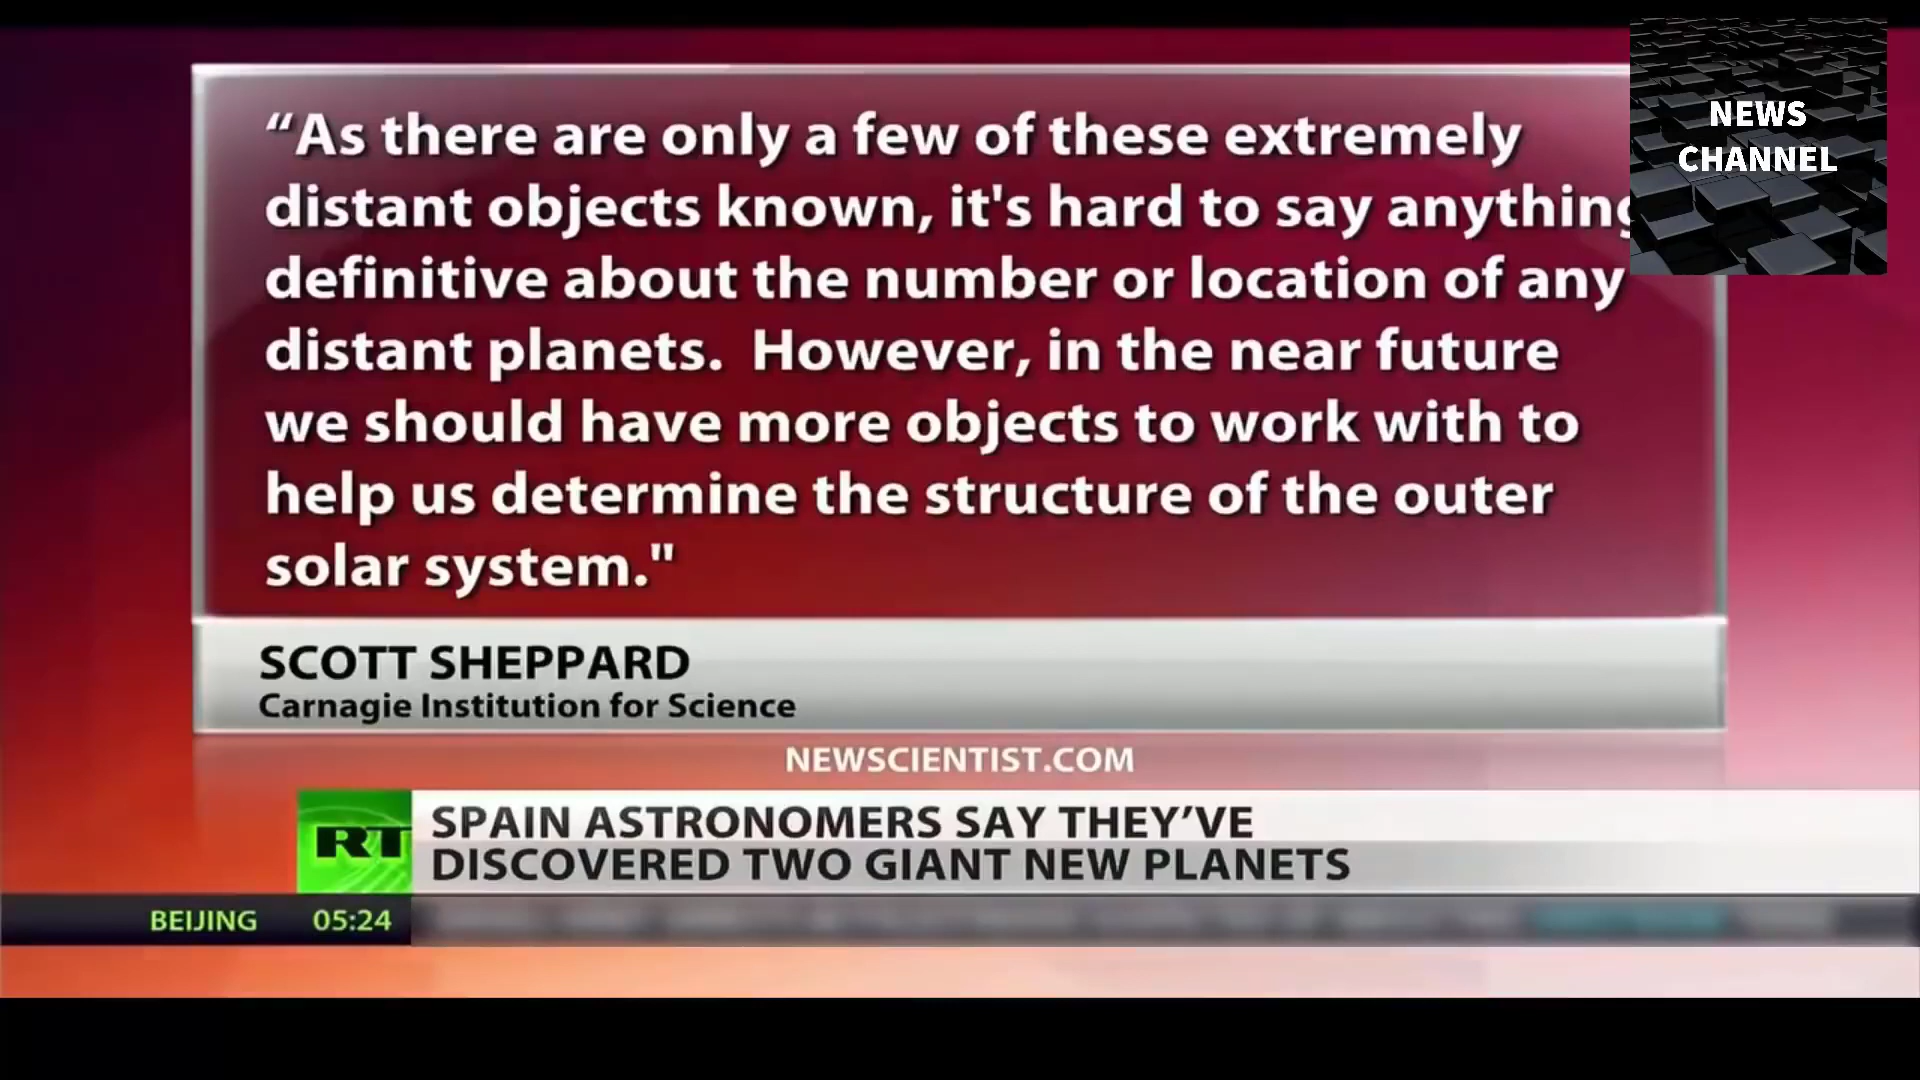 “As there are only a few of these extremely
distant objects known, it's hard to say anything
definitive about the number or location of any
distant planets. However, in the near future
we should have more objects to work with to
help us determine the structure of the outer
solar system."
NEWS
CHANNEL
SCOTT SHEPPARD
Carnagie Institution for Science
NEWSCIENTIST.COM
RT
SPAIN ASTRONOMERS SAY THEY’VE
DISCOVERED TWO GIANT NEW PLANETS
BEIJING 05:24